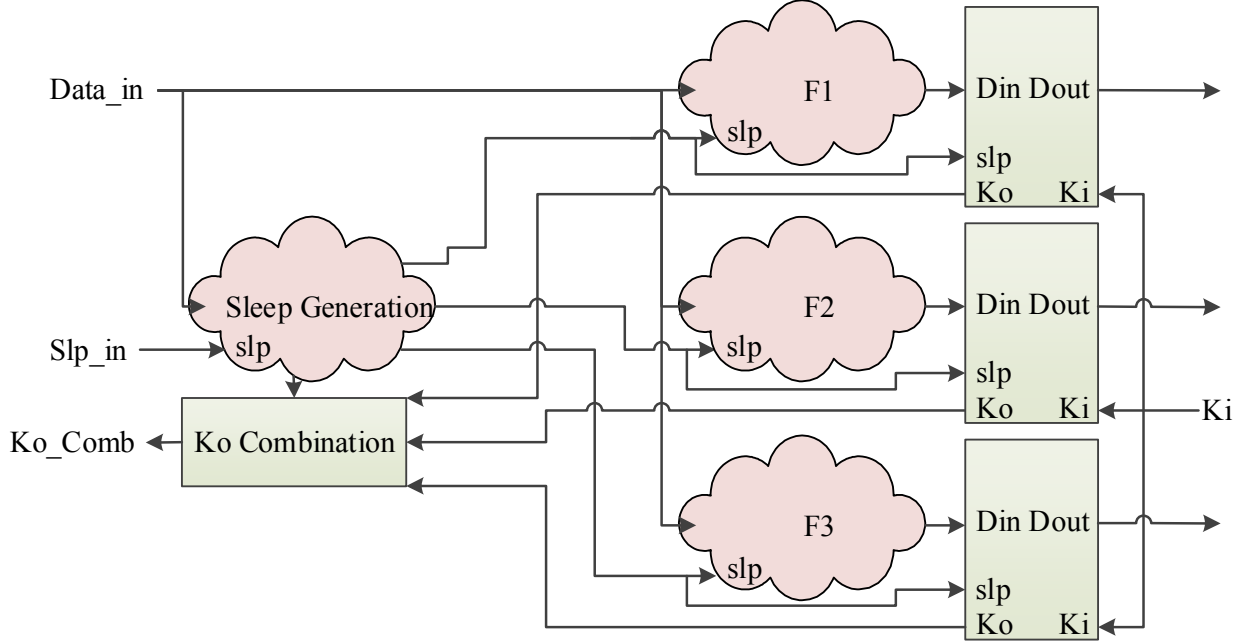 Data_in
F1
Din Dout
slp
slp
Ko Ki
Sleep Generation
slp
Slp_in
F2
Din Dout
slp
slp
Ko Ki
Ki
Ko Combination
Ko_Comb
F3
Din Dout
slp
slp
Ko Ki